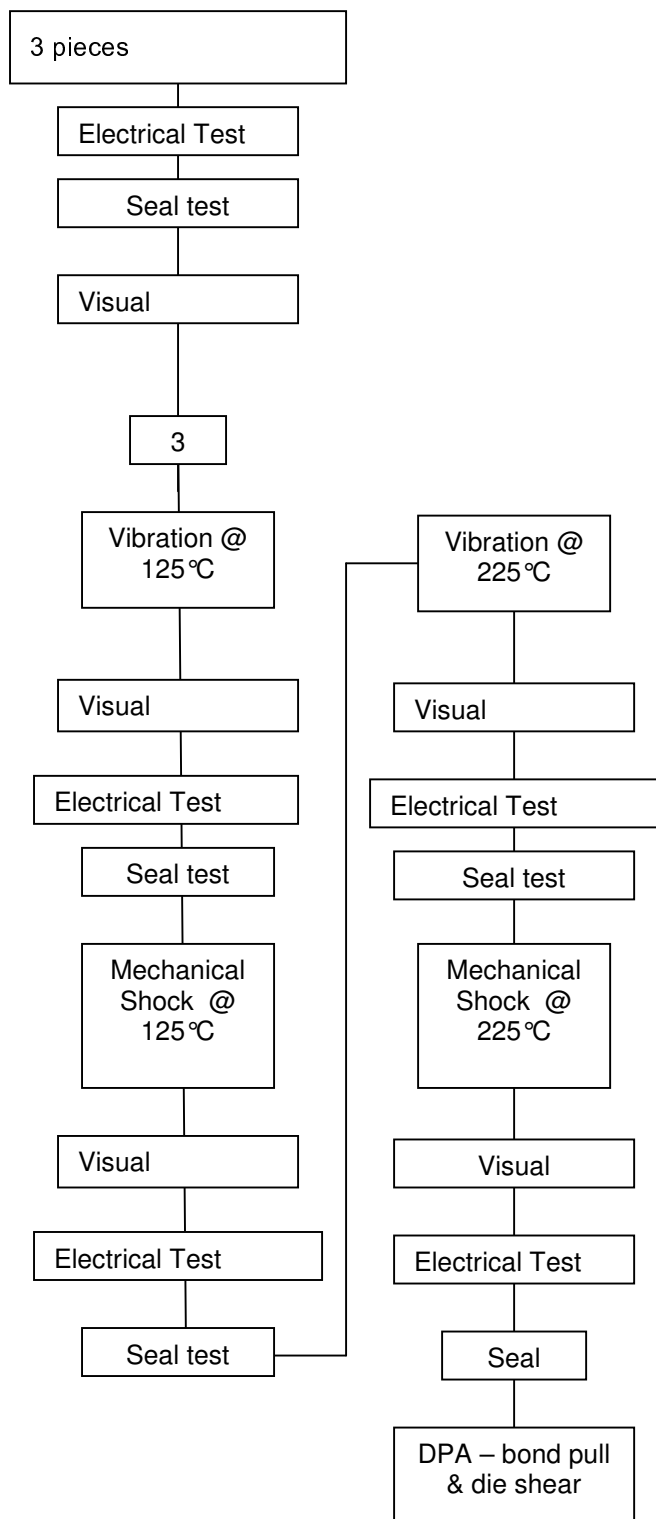 3 pieces
Electrical Test
Seal test
Visual
3
Vibration @
125°C
Visual
Electrical Test
Seal test
Mechanical
Shock @
125°C
Visual
Electrical Test
Seal test
Vibration @
225°C
Visual
Electrical Test
Seal test
Mechanical
Shock @
225°C
Visual
Electrical Test
Seal
DPA – bond pull
& die shear